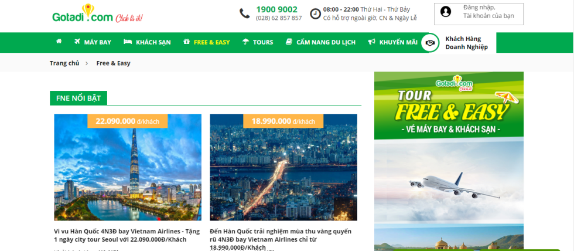 Gotadi.com Click là đi!
1900 9002
(028) 62 857 857
08:00 - 22:00 Thứ Hai - Thứ Bảy
Có hỗ trợ ngoài giờ, CN & Ngày Lễ
Đăng nhập,
Tài khoản của bạn
MÁY BAY
KHÁCH SẠN
FREE & EASY
TOURS
CẨM NANG DU LỊCH
KHUYẾN MÃI
Khách Hàng
Doanh Nghiệp
Trang chủ > Free & Easy
FNE NỔI BẬT
22.090.000 đ/khách
18.990.000 đ/khách
Vi vu Hàn Quốc 4N3Đ bay Vietnam Airlines - Tặng
1 ngày city tour Seoul với 22.090.000Đ/Khách
Đến Hàn Quốc trải nghiệm mùa thu vàng quyến
rũ 4N3Đ bay Vietnam Airlines chỉ từ
18.990.000Đ/Khách
Gotadi.com
TOUR
FREE & EASY
- VÉ MÁY BAY & KHÁCH SẠN -